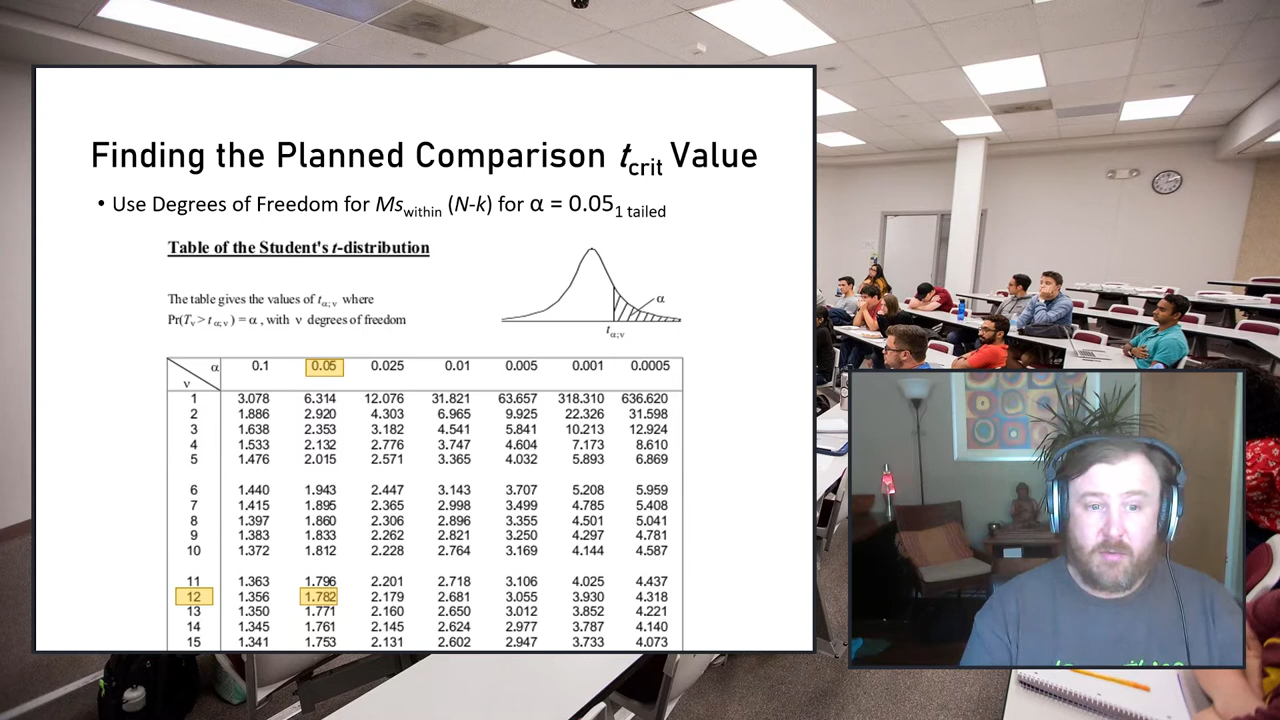 Finding the Planned Comparison tcrit Value
• Use Degrees of Freedom for Mswithin (N-k) for α = 0.051 tailed
Table of the Student's t-distribution
The table gives the values of tα;ν where
Pr(Tν > tα;ν) = α , with ν degrees of freedom
α
tα;ν
α 0.1 0.05 0.025 0.01 0.005 0.001 0.0005
ν
1 3.078 6.314 12.076 31.821 63.657 318.310 636.620
2 1.886 2.920 4.303 6.965 9.925 22.326 31.598
3 1.638 2.353 3.182 4.541 5.841 10.213 12.924
4 1.533 2.132 2.776 3.747 4.604 7.173 8.610
5 1.476 2.015 2.571 3.365 4.032 5.893 6.869
6 1.440 1.943 2.447 3.143 3.707 5.208 5.959
7 1.415 1.895 2.365 2.998 3.499 4.785 5.408
8 1.397 1.860 2.306 2.896 3.355 4.501 5.041
9 1.383 1.833 2.262 2.821 3.250 4.297 4.781
10 1.372 1.812 2.228 2.764 3.169 4.144 4.587
11 1.363 1.796 2.201 2.718 3.106 4.025 4.437
12 1.356 1.782 2.179 2.681 3.055 3.930 4.318
13 1.350 1.771 2.160 2.650 3.012 3.852 4.221
14 1.345 1.761 2.145 2.624 2.977 3.787 4.140
15 1.341 1.753 2.131 2.602 2.947 3.733 4.073